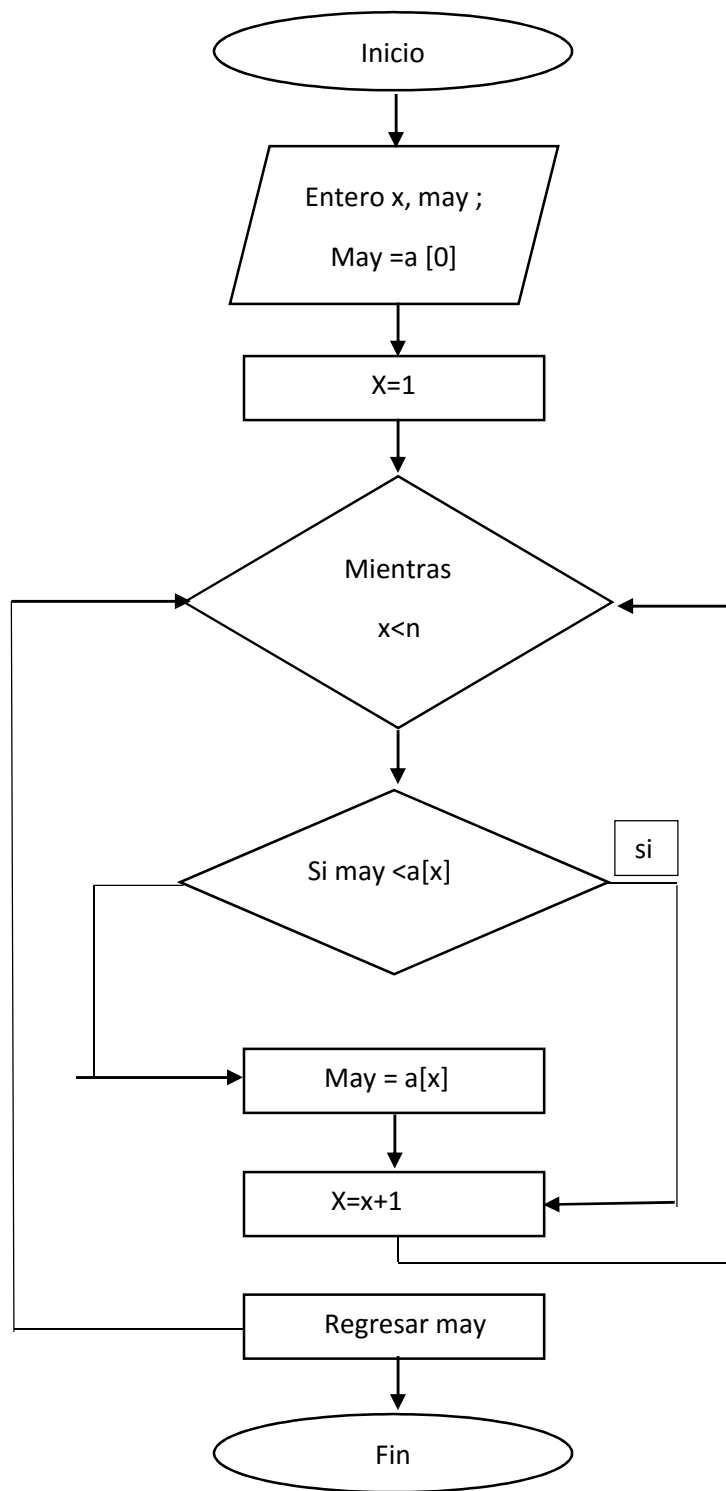 Inicio
Entero x, may ;
May =a [0]
X=1
Mientras
x<n
Si may <a[x]
si
May = a[x]
X=x+1
Regresar may
Fin